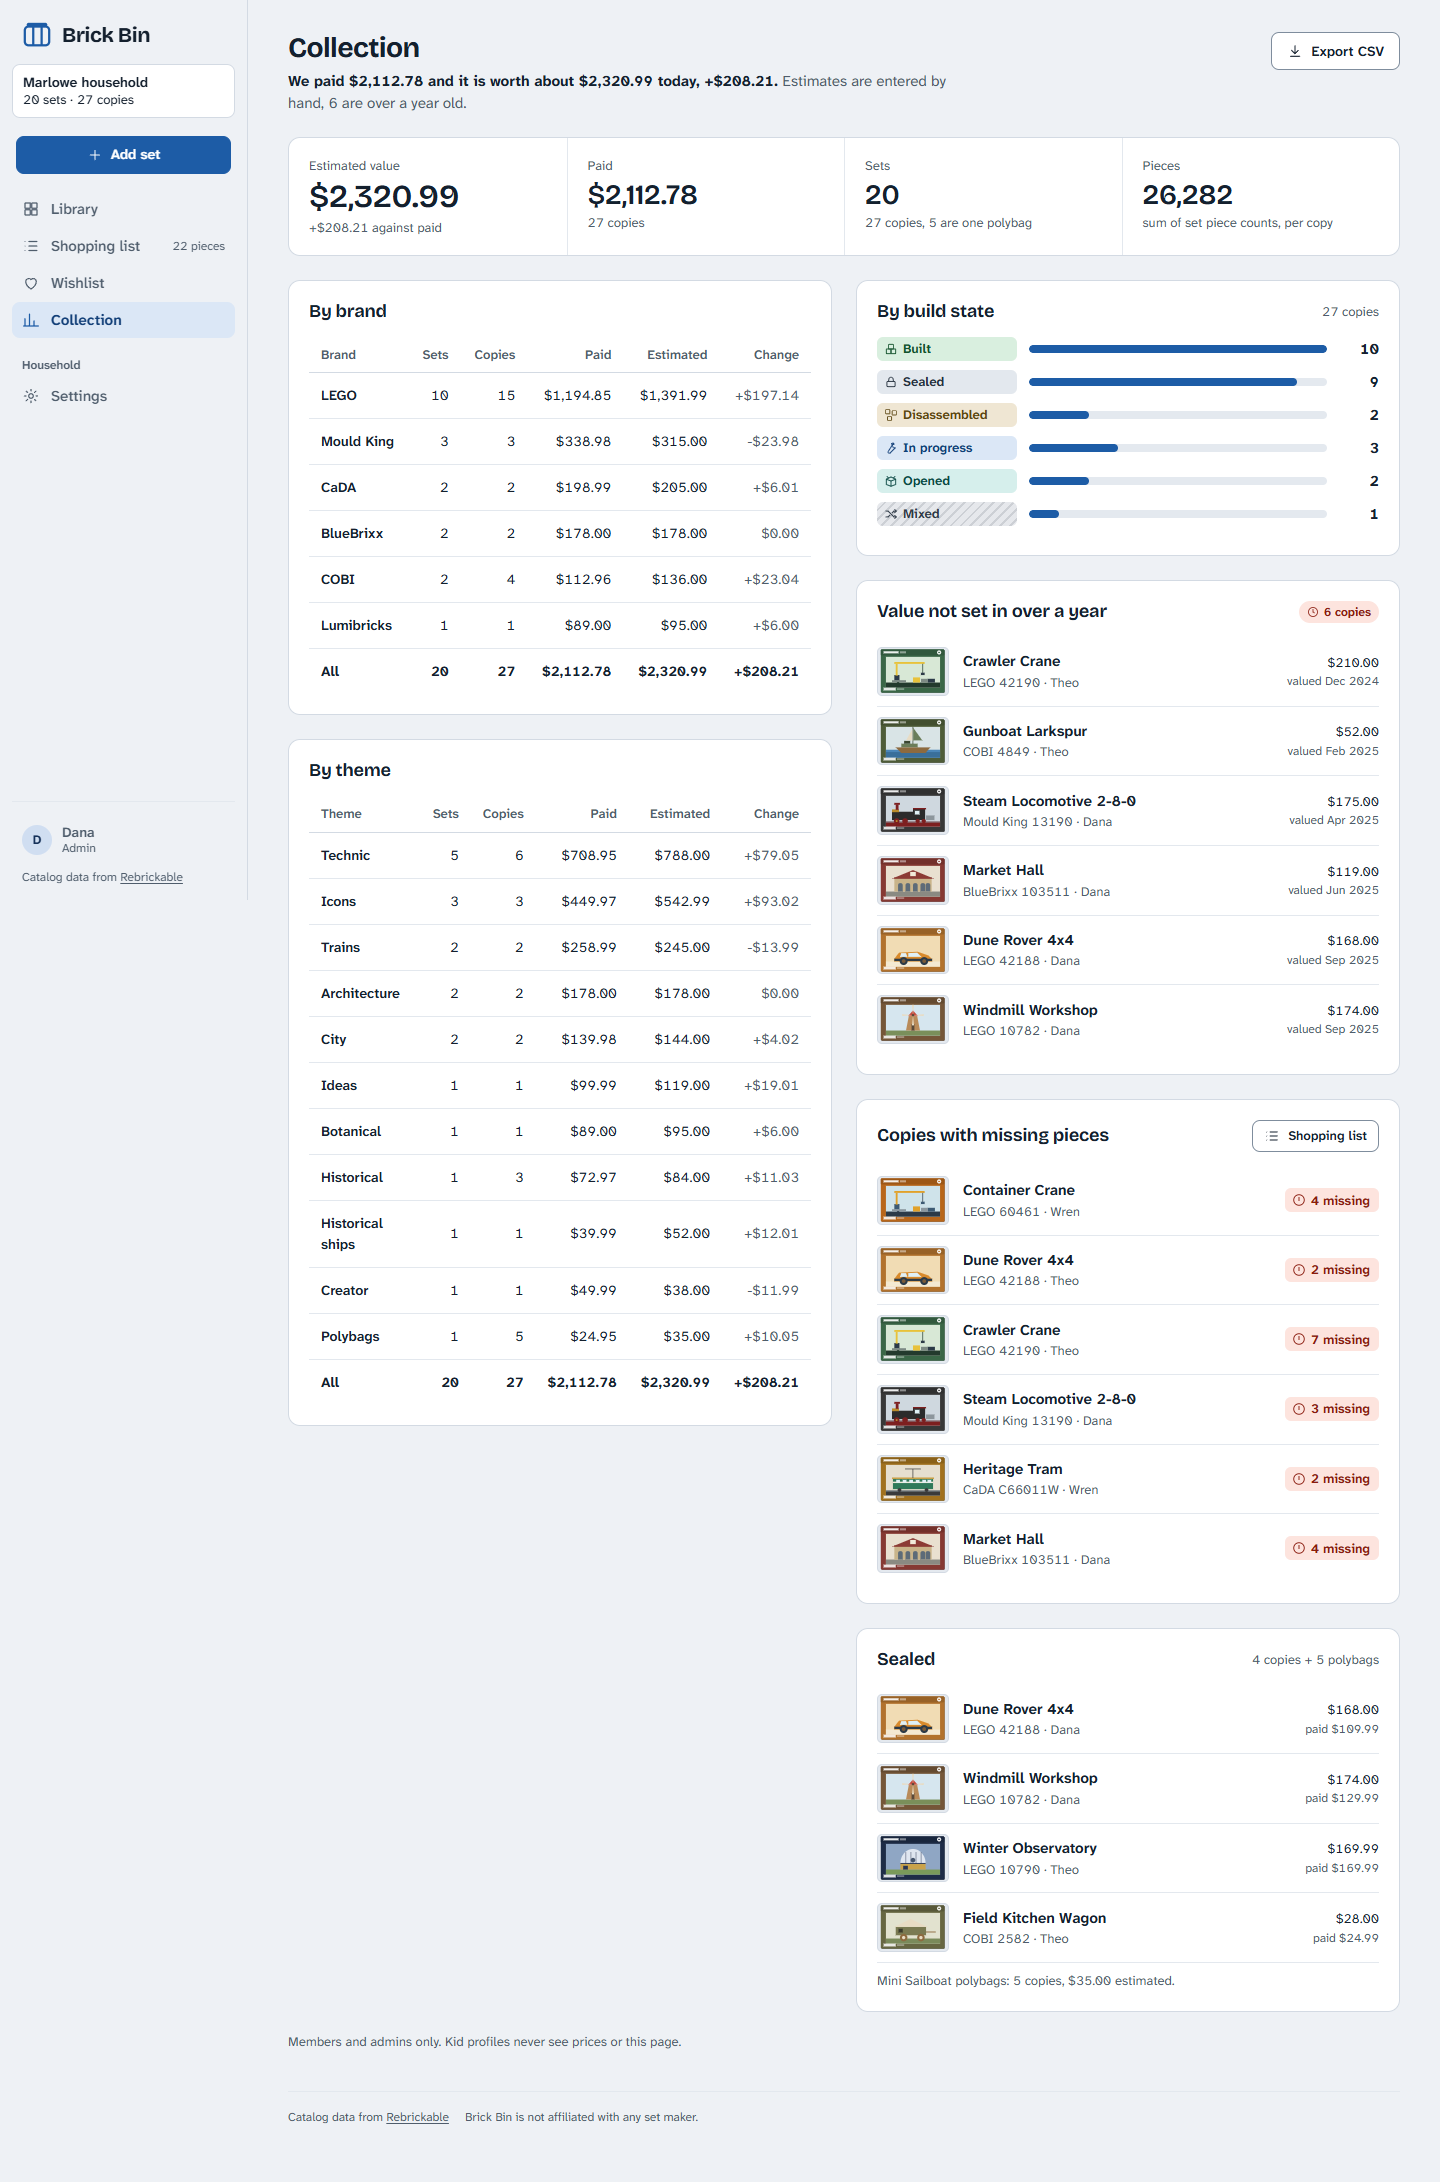 Brick Bin
Marlowe household
20 sets · 27 copies
Add set
Library
Shopping list 22 pieces
Wishlist
Collection
Household
Settings
D
Dana
Admin
Catalog data from Rebrickable
Collection
We paid $2,112.78 and it is worth about $2,320.99 today, +$208.21. Estimates are entered by
hand, 6 are over a year old.
Export CSV
Estimated value
$2,320.99
+$208.21 against paid
Paid
$2,112.78
27 copies
Sets
20
27 copies, 5 are one polybag
Pieces
26,282
sum of set piece counts, per copy
By brand
Brand Sets Copies Paid Estimated Change
LEGO 10 15 $1,194.85 $1,391.99 +$197.14
Mould King 3 3 $338.98 $315.00 -$23.98
CaDA 2 2 $198.99 $205.00 +$6.01
BlueBrixx 2 2 $178.00 $178.00 $0.00
COBI 2 4 $112.96 $136.00 +$23.04
Lumibricks 1 1 $89.00 $95.00 +$6.00
All 20 27 $2,112.78 $2,320.99 +$208.21
By theme
Theme Sets Copies Paid Estimated Change
Technic 5 6 $708.95 $788.00 +$79.05
Icons 3 3 $449.97 $542.99 +$93.02
Trains 2 2 $258.99 $245.00 -$13.99
Architecture 2 2 $178.00 $178.00 $0.00
City 2 2 $139.98 $144.00 +$4.02
Ideas 1 1 $99.99 $119.00 +$19.01
Botanical 1 1 $89.00 $95.00 +$6.00
Historical 1 3 $72.97 $84.00 +$11.03
Historical
ships 1 1 $39.99 $52.00 +$12.01
Creator 1 1 $49.99 $38.00 -$11.99
Polybags 1 5 $24.95 $35.00 +$10.05
All 20 27 $2,112.78 $2,320.99 +$208.21
By build state 27 copies
Built 10
Sealed 9
Disassembled 2
In progress 3
Opened 2
Mixed 1
Value not set in over a year 6 copies
Crawler Crane $210.00
LEGO 42190 · Theo valued Dec 2024
Gunboat Larkspur $52.00
COBI 4849 · Theo valued Feb 2025
Steam Locomotive 2-8-0 $175.00
Mould King 13190 · Dana valued Apr 2025
Market Hall $119.00
BlueBrixx 103511 · Dana valued Jun 2025
Dune Rover 4x4 $168.00
LEGO 42188 · Dana valued Sep 2025
Windmill Workshop $174.00
LEGO 10782 · Dana valued Sep 2025
Copies with missing pieces Shopping list
Container Crane
LEGO 60461 · Wren
4 missing
Dune Rover 4x4
LEGO 42188 · Theo
2 missing
Crawler Crane
LEGO 42190 · Theo
7 missing
Steam Locomotive 2-8-0
Mould King 13190 · Dana
3 missing
Heritage Tram
CaDA C66011W · Wren
2 missing
Market Hall
BlueBrixx 103511 · Dana
4 missing
Sealed 4 copies + 5 polybags
Dune Rover 4x4 $168.00
LEGO 42188 · Dana paid $109.99
Windmill Workshop $174.00
LEGO 10782 · Dana paid $129.99
Winter Observatory $169.99
LEGO 10790 · Theo paid $169.99
Field Kitchen Wagon $28.00
COBI 2582 · Theo paid $24.99
Mini Sailboat polybags: 5 copies, $35.00 estimated.
Members and admins only. Kid profiles never see prices or this page.
Catalog data from Rebrickable Brick Bin is not affiliated with any set maker.